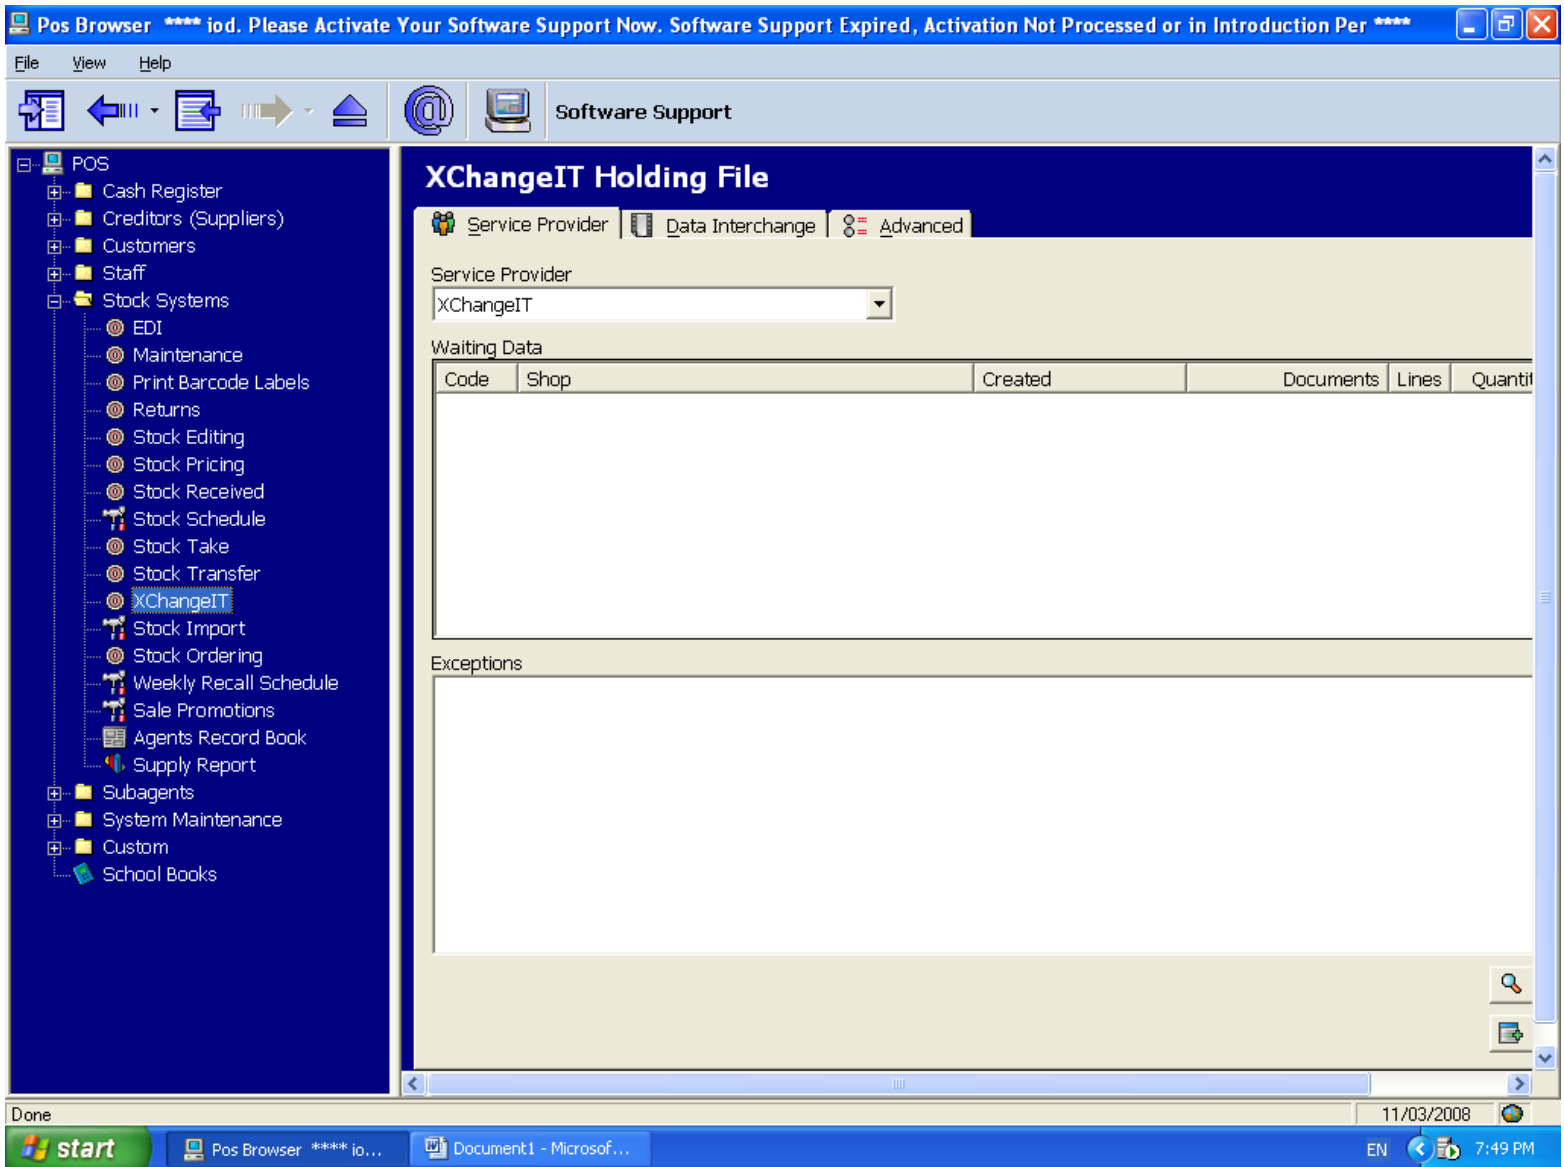 Pos Browser **** iod. Please Activate Your Software Support Now. Software Support Expired, Activation Not Processed or in Introduction Per ****
File View Help
Software Support
POS
Cash Register
Creditors (Suppliers)
Customers
Staff
Stock Systems
EDI
Maintenance
Print Barcode Labels
Returns
Stock Editing
Stock Pricing
Stock Received
Stock Schedule
Stock Take
Stock Transfer
XChangeIT
Stock Import
Stock Ordering
Weekly Recall Schedule
Sale Promotions
Agents Record Book
Supply Report
Subagents
System Maintenance
Custom
School Books
XChangeIT Holding File
Service Provider Data Interchange Advanced
Service Provider
XChangeIT
Waiting Data
Code Shop Created Documents Lines Quantit
Exceptions
Done 11/03/2008
start Pos Browser **** io... Document1 - Microsof... EN 7:49 PM